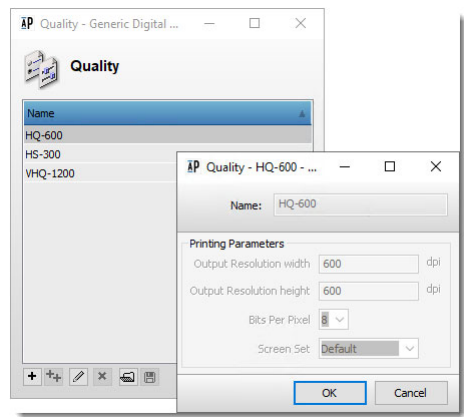 AP Quality - Generic Digital ...
Quality
Name
HQ-600
HS-300
VHQ-1200
AP Quality - HQ-600 - ...
Name: HQ-600
Printing Parameters
Output Resolution width 600 dpi
Output Resolution height 600 dpi
Bits Per Pixel 8
Screen Set Default
OK Cancel